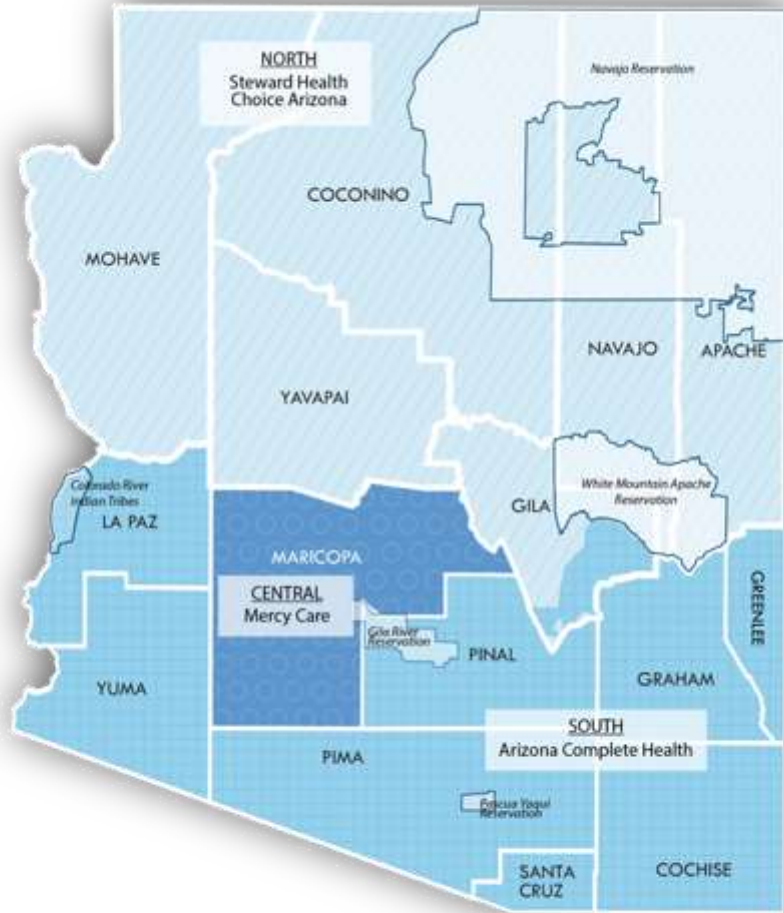 NORTH
Steward Health
Choice Arizona
Navajo Reservation
COCONINO
MOHAVE
NAVAJO
APACHE
YAVAPAI
Colorado River
Indian Tribes
LA PAZ
White Mountain Apache
Reservation
GILA
MARICOPA
CENTRAL
Mercy Care
Gila River
Reservation
PINAL
GREENLEE
YUMA
GRAHAM
SOUTH
Arizona Complete Health
PIMA
Pascua Yaqui
Reservation
SANTA
CRUZ
COCHISE